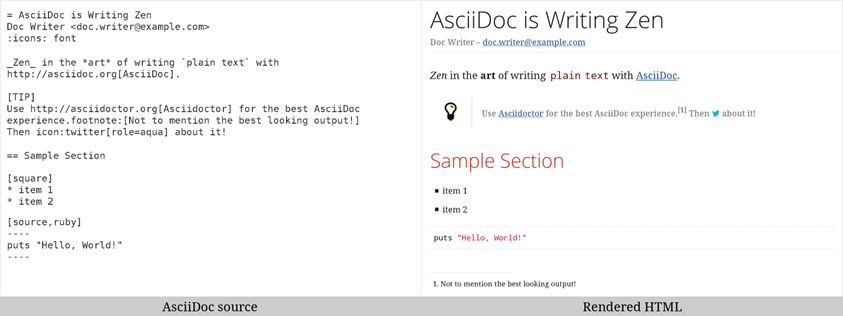 = AsciiDoc is Writing Zen
Doc Writer <doc.writer@example.com>
:icons: font
_Zen_ in the *art* of writing `plain text` with
http://asciidoc.org[AsciiDoc].
[TIP]
Use http://asciidoctor.org[Asciidoctor] for the best AsciiDoc
experience.footnote:[Not to mention the best looking output!]
Then icon:twitter[role=aqua] about it!
== Sample Section
[square]
* item 1
* item 2
[source,ruby]
----
puts "Hello, World!"
----
AsciiDoc source
AsciiDoc is Writing Zen
Doc Writer – doc.writer@example.com
Zen in the art of writing plain text with AsciiDoc.
Use Asciidoctor for the best AsciiDoc experience.[1] Then about it!
Sample Section
▪ item 1
▪ item 2
puts "Hello, World!"
1. Not to mention the best looking output!
Rendered HTML